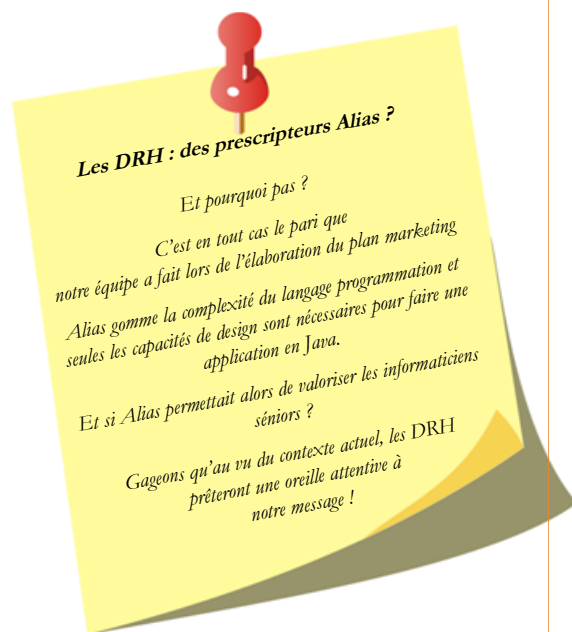 Les DRH : des prescripteurs Alias ?
Et pourquoi pas ?
C'est en tout cas le pari que
notre équipe a fait lors de l'élaboration du plan marketing
Alias gomme la complexité du langage programmation et
seules les capacités de design sont nécessaires pour faire une
application en Java.
Et si Alias permettait alors de valoriser les informaticiens
séniors ?
Gageons qu'au vu du contexte actuel, les DRH
prêteront une oreille attentive à
notre message !